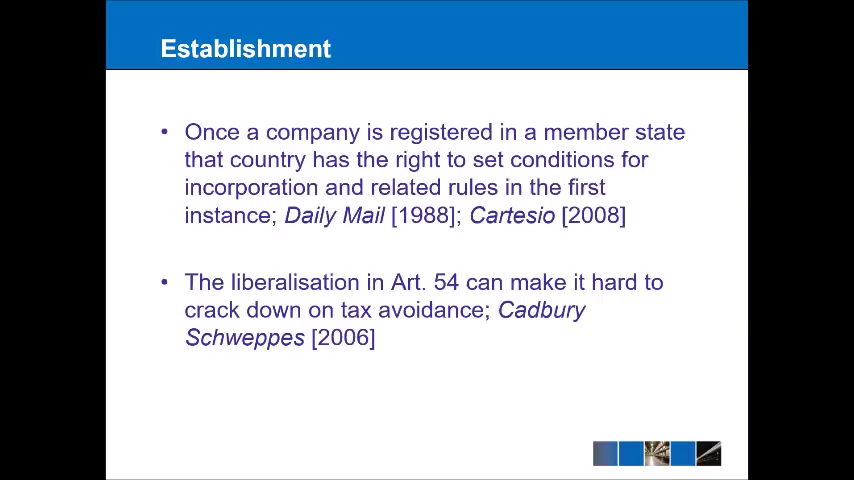 Establishment
• Once a company is registered in a member state
that country has the right to set conditions for
incorporation and related rules in the first
instance; Daily Mail [1988]; Cartesio [2008]
• The liberalisation in Art. 54 can make it hard to
crack down on tax avoidance; Cadbury
Schweppes [2006]